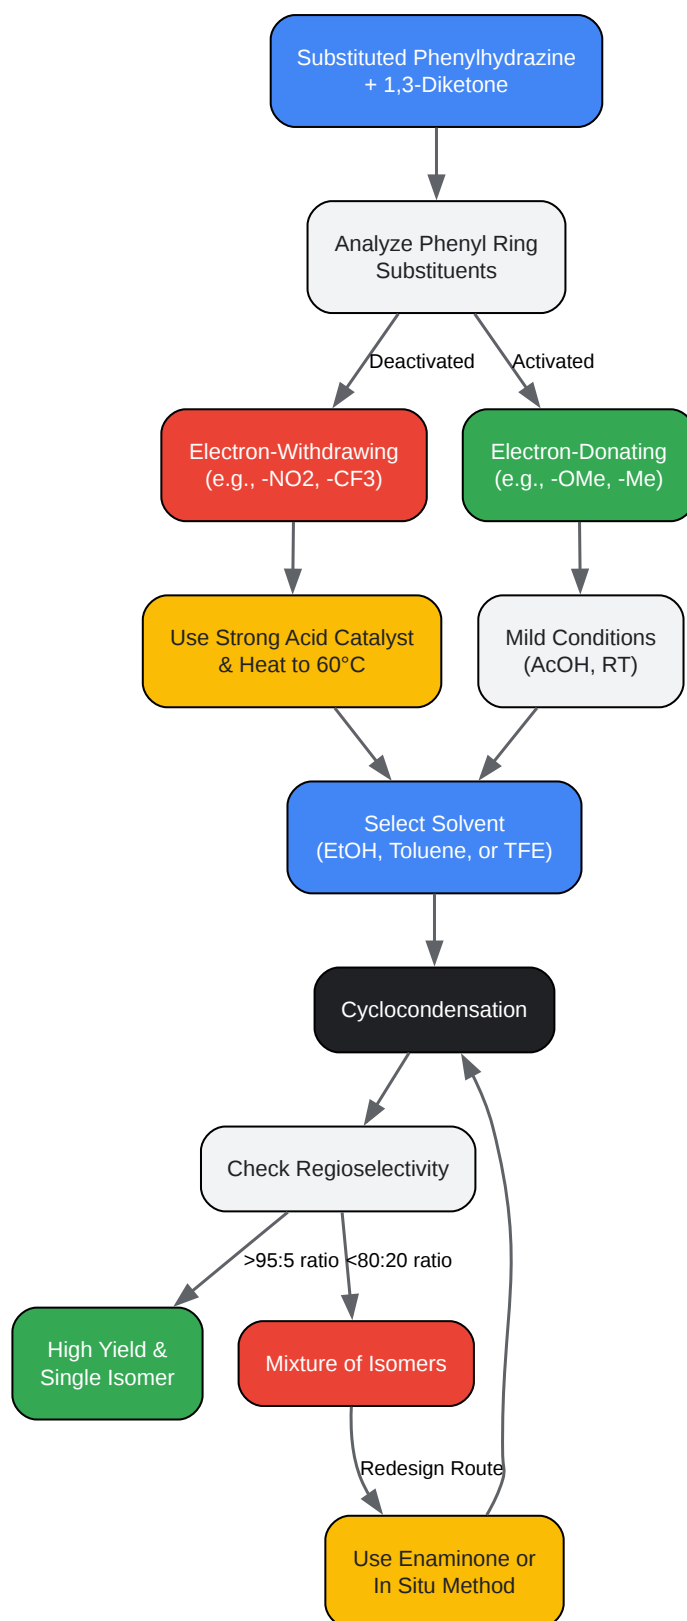 Substituted Phenylhydrazine
+ 1,3-Diketone
Analyze Phenyl Ring
Substituents
Deactivated
Activated
Electron-Withdrawing
(e.g., -NO2, -CF3)
Electron-Donating
(e.g., -OMe, -Me)
Use Strong Acid Catalyst
& Heat to 60°C
Mild Conditions
(AcOH, RT)
Select Solvent
(EtOH, Toluene, or TFE)
Cyclocondensation
Check Regioselectivity
>95:5 ratio
<80:20 ratio
High Yield &
Single Isomer
Mixture of Isomers
Redesign Route
Use Enaminone or
In Situ Method